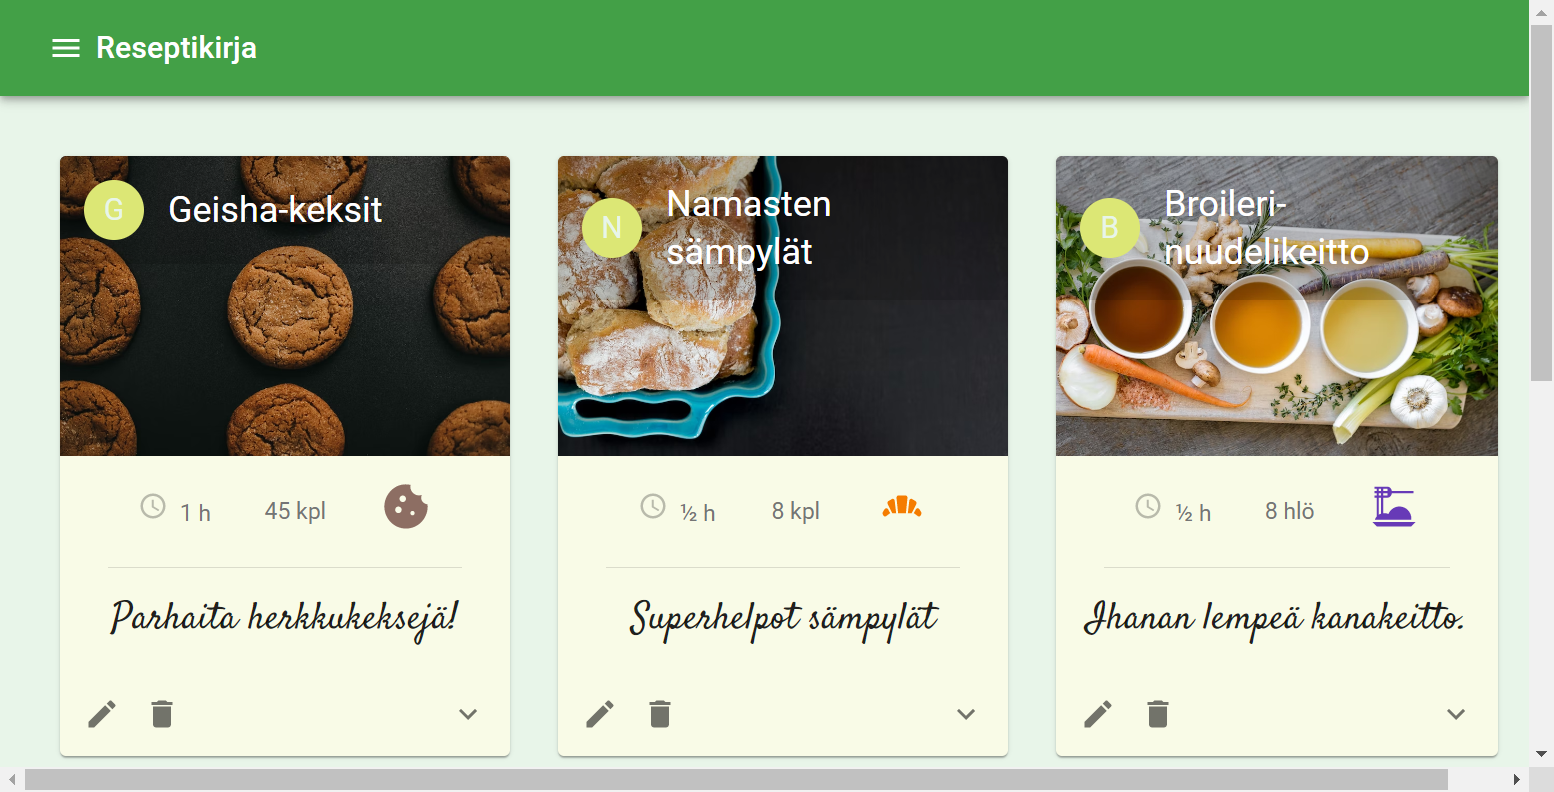 Reseptikirja
G
Geisha-keksit
N
Namasten
sämpylät
B
Broileri-
nuudelikeitto
1 h
45 kpl
½ h
8 kpl
½ h
8 hlö
Parhaita herkkukeksejä!
Superhelpot sämpylät
Ihanan lempeä kanakeitto.